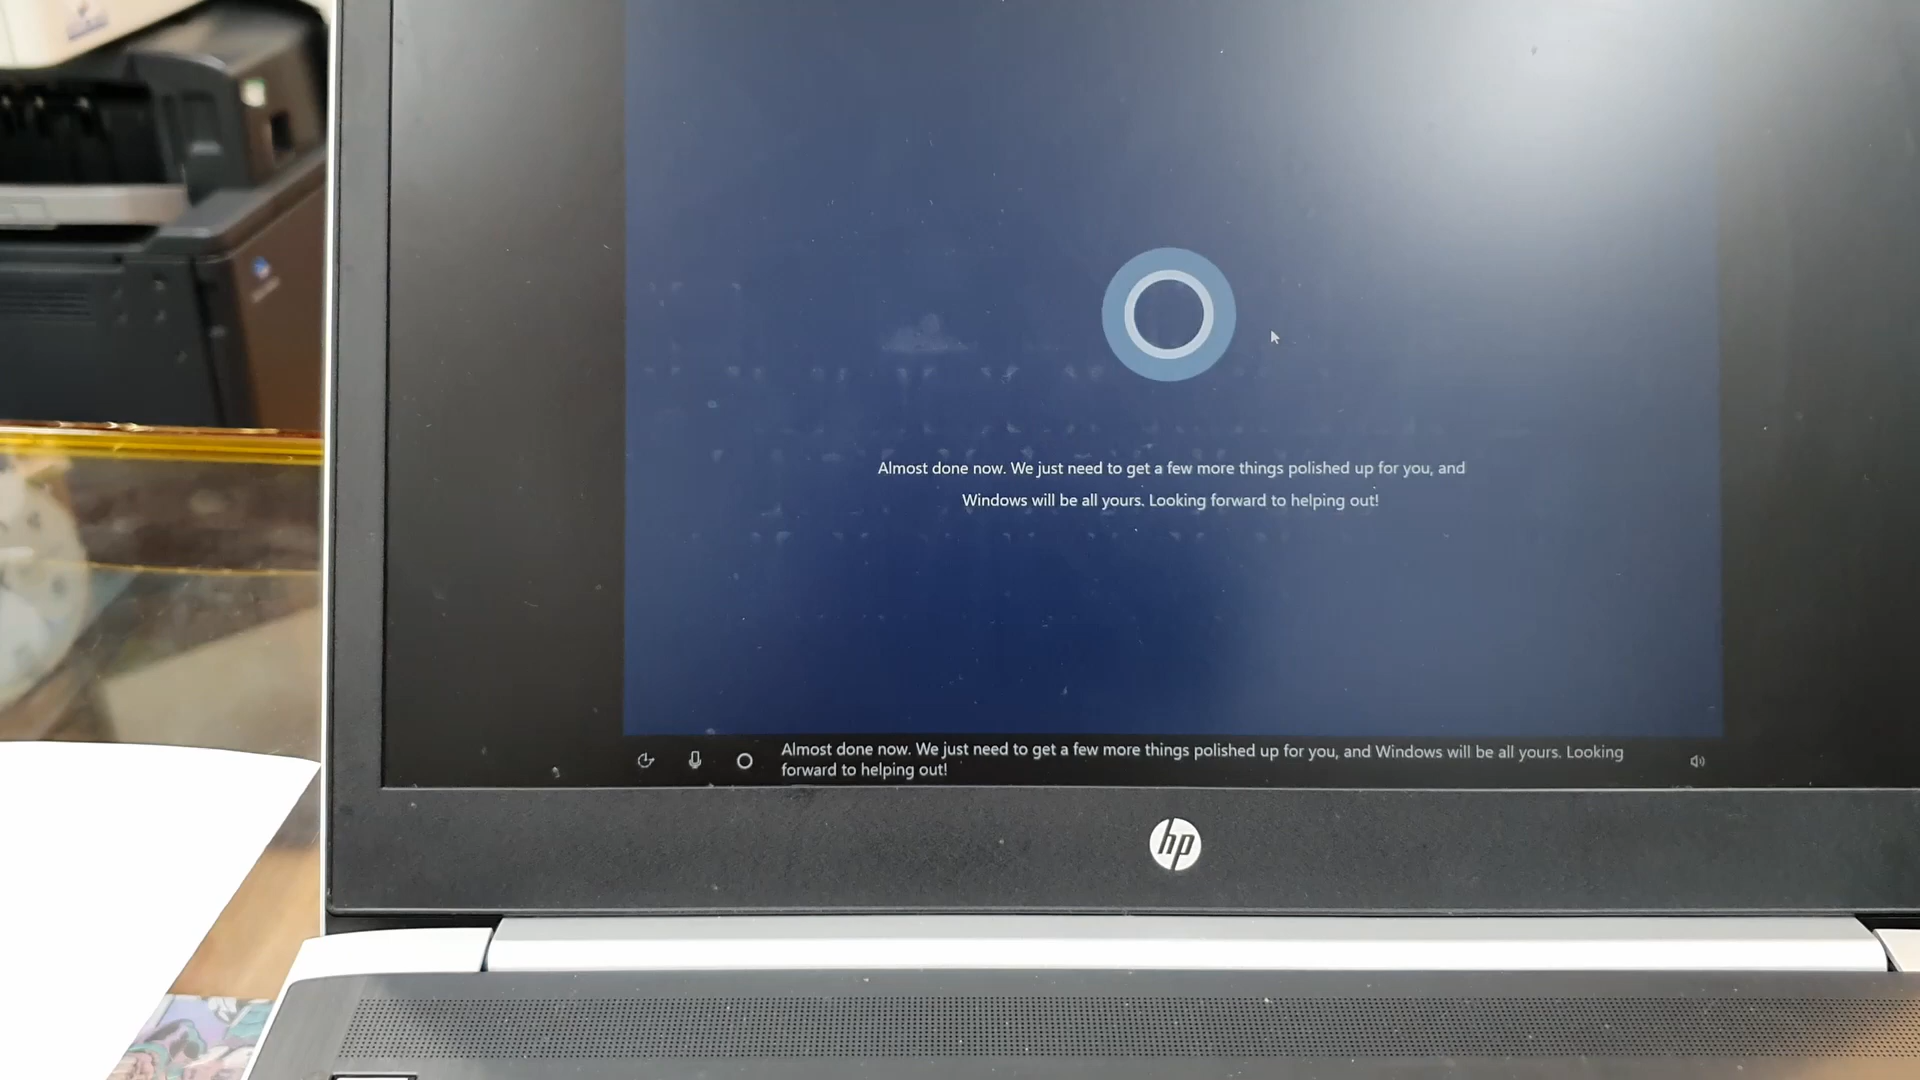 Almost done now. We just need to get a few more things polished up for you, and
Windows will be all yours. Looking forward to helping out!
Almost done now. We just need to get a few more things polished up for you, and Windows will be all yours. Looking
forward to helping out!
hp